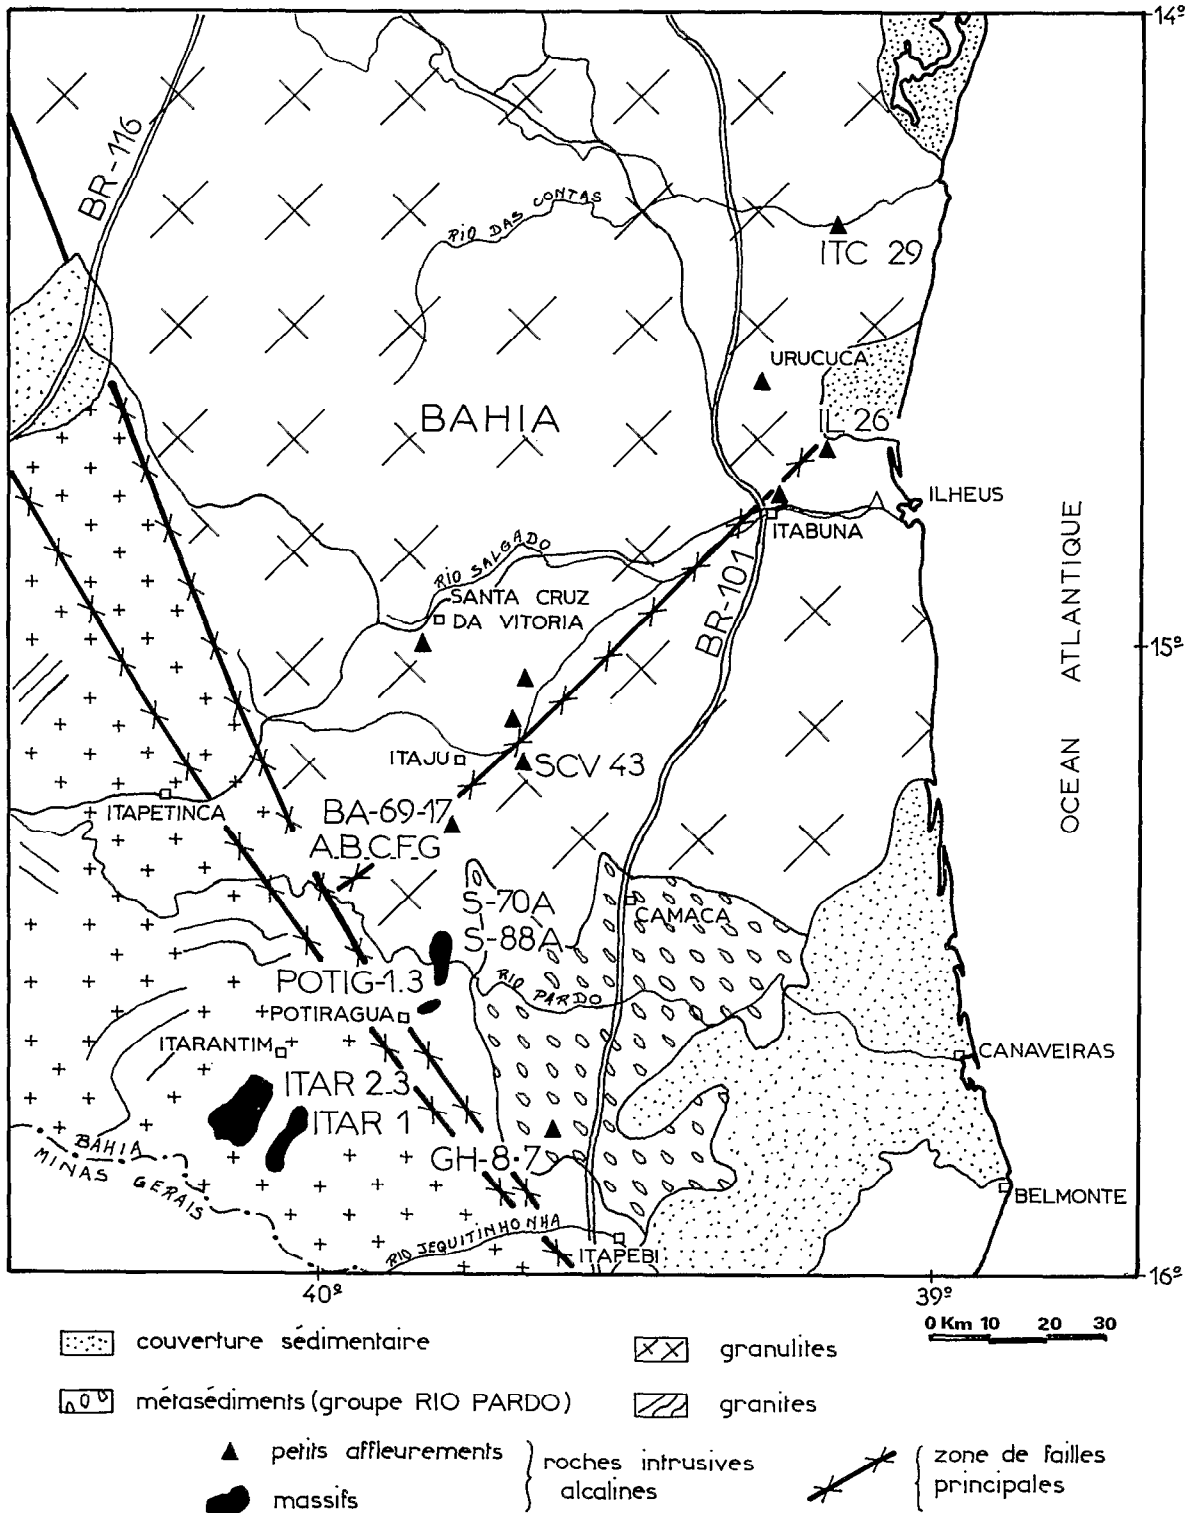 14º
BR-116
RIO DAS CONTAS
ITC 29
URUCUCA
BAHIA
IL 26
ILHEUS
ITABUNA
RIO SALGADO
SANTA CRUZ
DA VITORIA
BR-101
OCEAN ATLANTIQUE
15º
ITAJU
SCV 43
ITAPETINCA
BA-69-17
A.B.C.F.G
S-70A
CAMACA
S-88A
POTIG-1.3
RIO PARDO
POTIRAGUA
ITARANTIM
CANAVEIRAS
ITAR 2.3
ITAR 1
BAHIA
MINAS GERAIS
GH-8.7
BELMONTE
RIO JEQUITINHONHA
ITAPEBI
16º
40º
39º
0 Km 10 20 30
couverture sédimentaire
granulites
métasédiments (groupe RIO PARDO)
granites
petits affleurements
massifs
roches intrusives
alcalines
zone de failles
principales